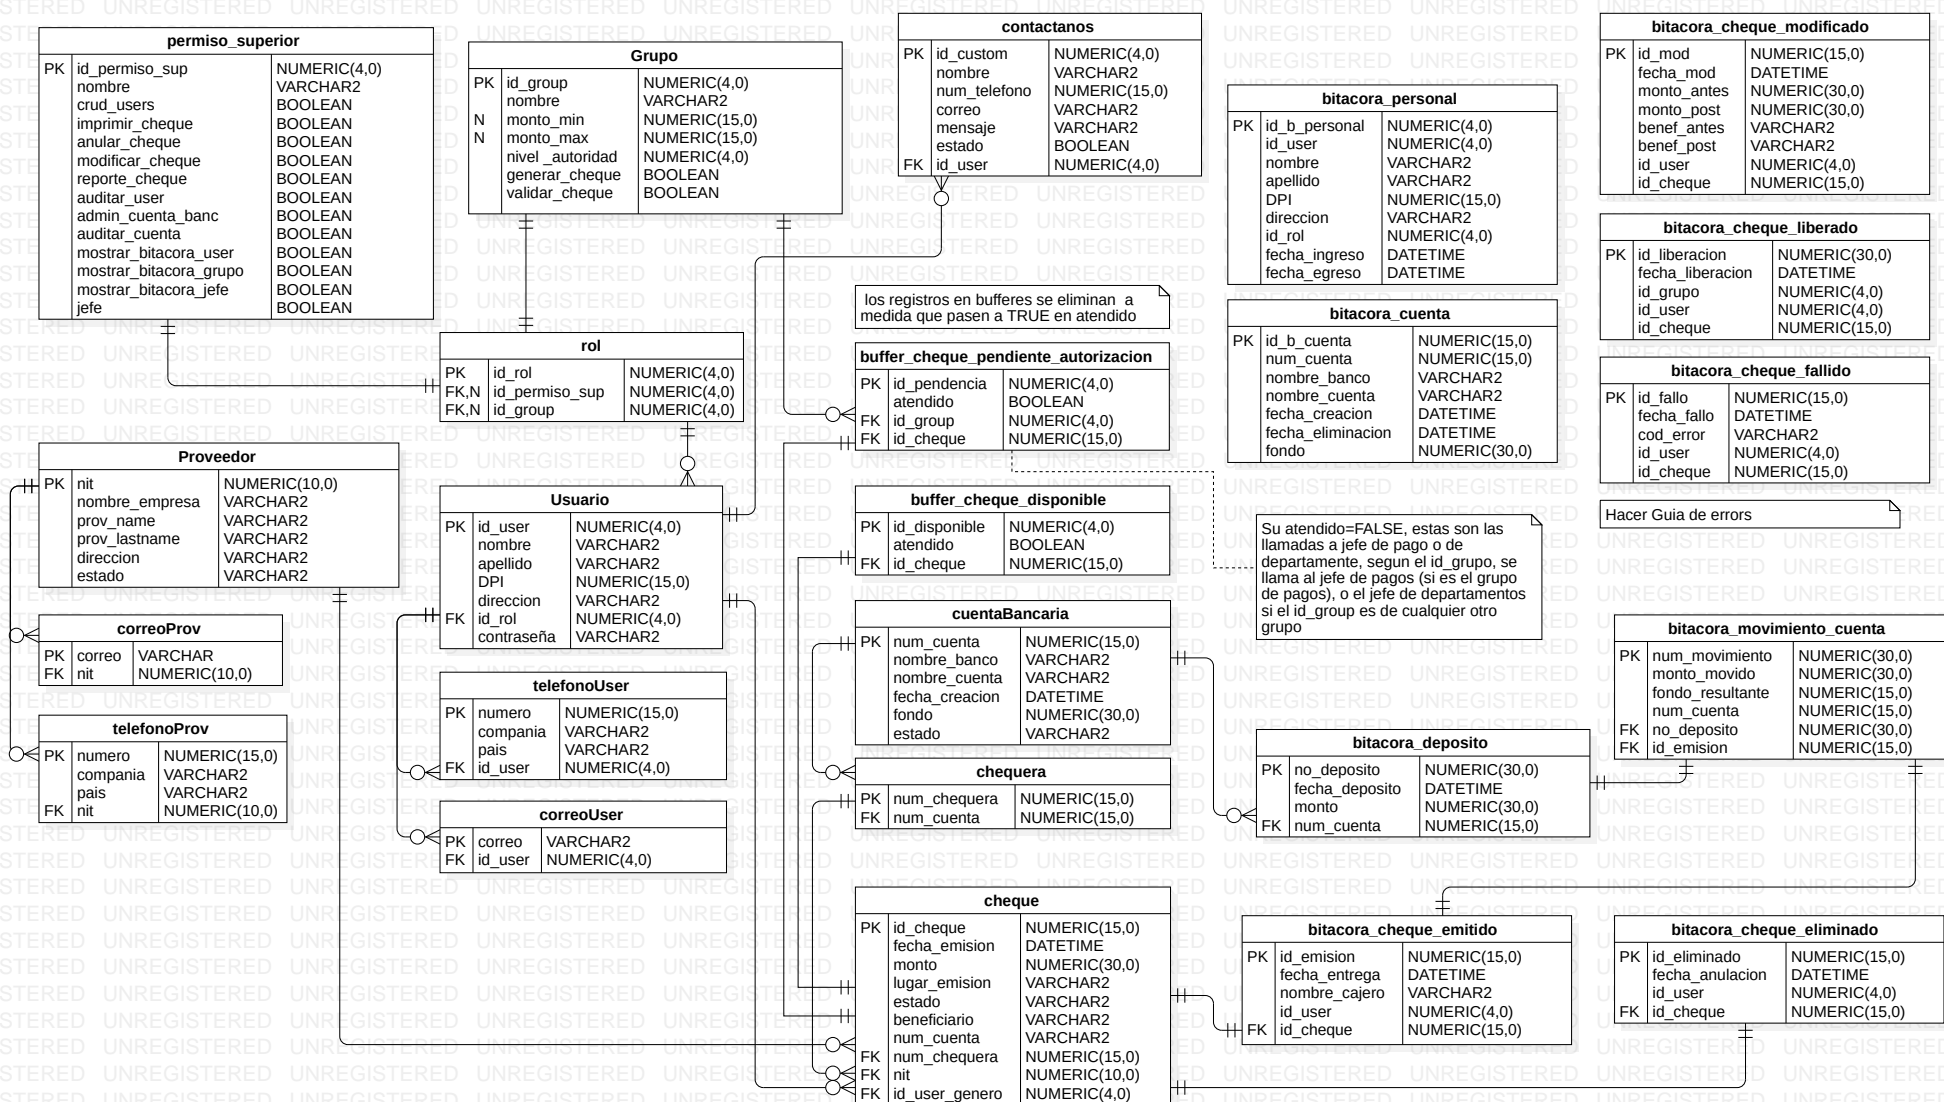 permiso_superior
PK id_permiso_sup NUMERIC(4,0)
nombre VARCHAR2
crud_users BOOLEAN
imprimir_cheque BOOLEAN
anular_cheque BOOLEAN
modificar_cheque BOOLEAN
reporte_cheque BOOLEAN
auditar_user BOOLEAN
admin_cuenta_banc BOOLEAN
auditar_cuenta BOOLEAN
mostrar_bitacora_user BOOLEAN
mostrar_bitacora_grupo BOOLEAN
mostrar_bitacora_jefe BOOLEAN
jefe BOOLEAN
Grupo
PK id_group NUMERIC(4,0)
nombre VARCHAR2
N monto_min NUMERIC(15,0)
N monto_max NUMERIC(15,0)
nivel _autoridad NUMERIC(4,0)
generar_cheque BOOLEAN
validar_cheque BOOLEAN
contactanos
PK id_custom NUMERIC(4,0)
nombre VARCHAR2
num_telefono NUMERIC(15,0)
correo VARCHAR2
mensaje VARCHAR2
estado BOOLEAN
FK id_user NUMERIC(4,0)
bitacora_personal
PK id_b_personal NUMERIC(4,0)
id_user NUMERIC(4,0)
nombre VARCHAR2
apellido VARCHAR2
DPI NUMERIC(15,0)
direccion VARCHAR2
id_rol NUMERIC(4,0)
fecha_ingreso DATETIME
fecha_egreso DATETIME
bitacora_cheque_modificado
PK id_mod NUMERIC(15,0)
fecha_mod DATETIME
monto_antes NUMERIC(30,0)
monto_post NUMERIC(30,0)
benef_antes VARCHAR2
benef_post VARCHAR2
id_user NUMERIC(4,0)
id_cheque NUMERIC(15,0)
bitacora_cheque_liberado
PK id_liberacion NUMERIC(30,0)
fecha_liberacion DATETIME
id_grupo NUMERIC(4,0)
id_user NUMERIC(4,0)
id_cheque NUMERIC(15,0)
los registros en bufferes se eliminan a
medida que pasen a TRUE en atendido
rol
PK id_rol NUMERIC(4,0)
FK,N id_permiso_sup NUMERIC(4,0)
FK,N id_group NUMERIC(4,0)
buffer_cheque_pendiente_autorizacion
PK id_pendencia NUMERIC(4,0)
atendido BOOLEAN
FK id_group NUMERIC(4,0)
FK id_cheque NUMERIC(15,0)
bitacora_cuenta
PK id_b_cuenta NUMERIC(15,0)
num_cuenta NUMERIC(15,0)
nombre_banco VARCHAR2
nombre_cuenta VARCHAR2
fecha_creacion DATETIME
fecha_eliminacion DATETIME
fondo NUMERIC(30,0)
bitacora_cheque_fallido
PK id_fallo NUMERIC(15,0)
fecha_fallo DATETIME
cod_error VARCHAR2
id_user NUMERIC(4,0)
id_cheque NUMERIC(15,0)
Hacer Guia de errors
Proveedor
PK nit NUMERIC(10,0)
nombre_empresa VARCHAR2
prov_name VARCHAR2
prov_lastname VARCHAR2
direccion VARCHAR2
estado VARCHAR2
Usuario
PK id_user NUMERIC(4,0)
nombre VARCHAR2
apellido VARCHAR2
DPI NUMERIC(15,0)
direccion VARCHAR2
FK id_rol NUMERIC(4,0)
contraseña VARCHAR2
buffer_cheque_disponible
PK id_disponible NUMERIC(4,0)
atendido BOOLEAN
FK id_cheque NUMERIC(15,0)
Su atendido=FALSE, estas son las
llamadas a jefe de pago o de
departamente, segun el id_grupo, se
llama al jefe de pagos (si es el grupo
de pagos), o el jefe de departamentos
si el id_group es de cualquier otro
grupo
correoProv
PK correo VARCHAR
FK nit NUMERIC(10,0)
telefonoProv
PK numero NUMERIC(15,0)
compania VARCHAR2
pais VARCHAR2
FK nit NUMERIC(10,0)
telefonoUser
PK numero NUMERIC(15,0)
compania VARCHAR2
pais VARCHAR2
FK id_user NUMERIC(4,0)
correoUser
PK correo VARCHAR2
FK id_user NUMERIC(4,0)
cuentaBancaria
PK num_cuenta NUMERIC(15,0)
nombre_banco VARCHAR2
nombre_cuenta VARCHAR2
fecha_creacion DATETIME
fondo NUMERIC(30,0)
estado VARCHAR2
chequera
PK num_chequera NUMERIC(15,0)
FK num_cuenta NUMERIC(15,0)
bitacora_deposito
PK no_deposito NUMERIC(30,0)
fecha_deposito DATETIME
monto NUMERIC(30,0)
FK num_cuenta NUMERIC(15,0)
bitacora_movimiento_cuenta
PK num_movimiento NUMERIC(30,0)
monto_movido NUMERIC(30,0)
fondo_resultante NUMERIC(15,0)
num_cuenta NUMERIC(15,0)
FK no_deposito NUMERIC(30,0)
FK id_emision NUMERIC(15,0)
cheque
PK id_cheque NUMERIC(15,0)
fecha_emision DATETIME
monto NUMERIC(30,0)
lugar_emision VARCHAR2
estado VARCHAR2
beneficiario VARCHAR2
num_cuenta VARCHAR2
FK num_chequera NUMERIC(15,0)
FK nit NUMERIC(10,0)
FK id_user_genero NUMERIC(4,0)
bitacora_cheque_emitido
PK id_emision NUMERIC(15,0)
fecha_entrega DATETIME
nombre_cajero VARCHAR2
id_user NUMERIC(4,0)
FK id_cheque NUMERIC(15,0)
bitacora_cheque_eliminado
PK id_eliminado NUMERIC(15,0)
fecha_anulacion DATETIME
id_user NUMERIC(4,0)
FK id_cheque NUMERIC(15,0)
UNREGISTERED